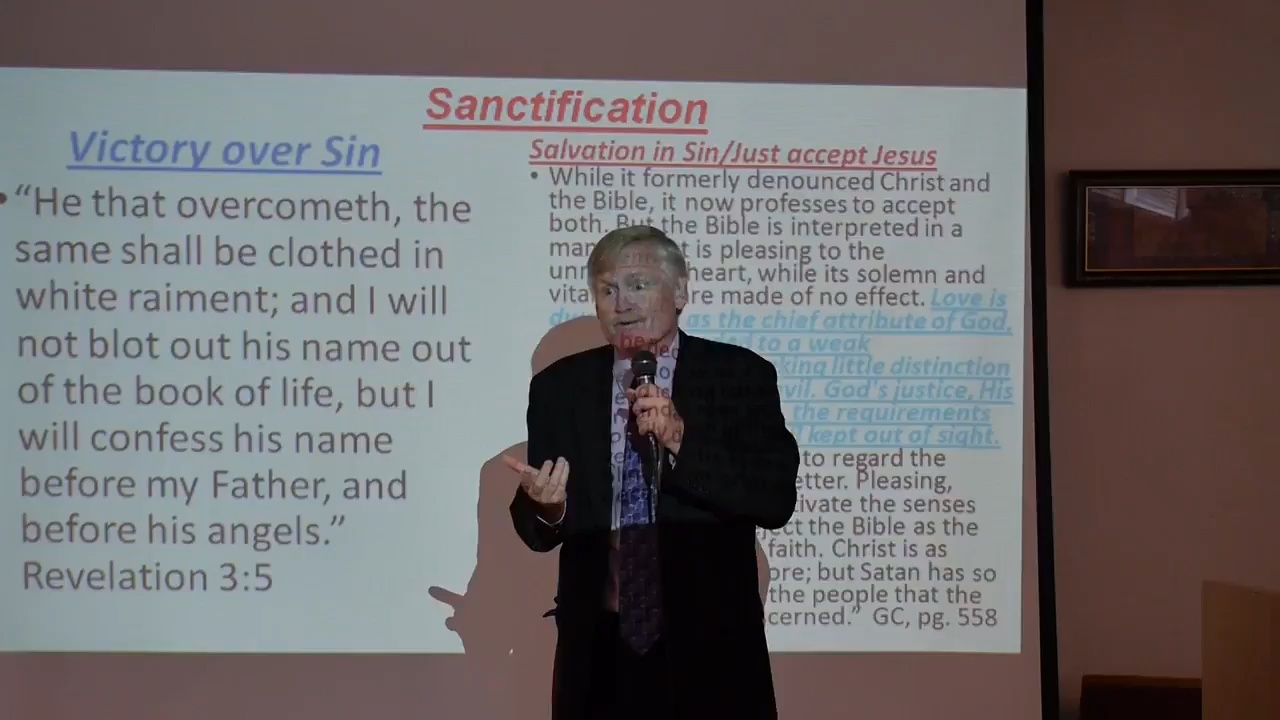 Sanctification
Victory over Sin
• “He that overcometh, the
same shall be clothed in
white raiment; and I will
not blot out his name out
of the book of life, but I
will confess his name
before my Father, and
before his angels.”
Revelation 3:5
Salvation in Sin/Just accept Jesus
• While it formerly denounced Christ and
the Bible, it now professes to accept
both. But the Bible is interpreted in a
is pleasing to the
heart, while its solemn and
are made of no effect. Love is
as the chief attribute of God,
to a weak
little distinction
God's justice, His
the requirements
kept out of sight.
to regard the
Pleasing,
the senses
the Bible as the
faith. Christ is as
but Satan has so
the people that the
GC, pg. 558